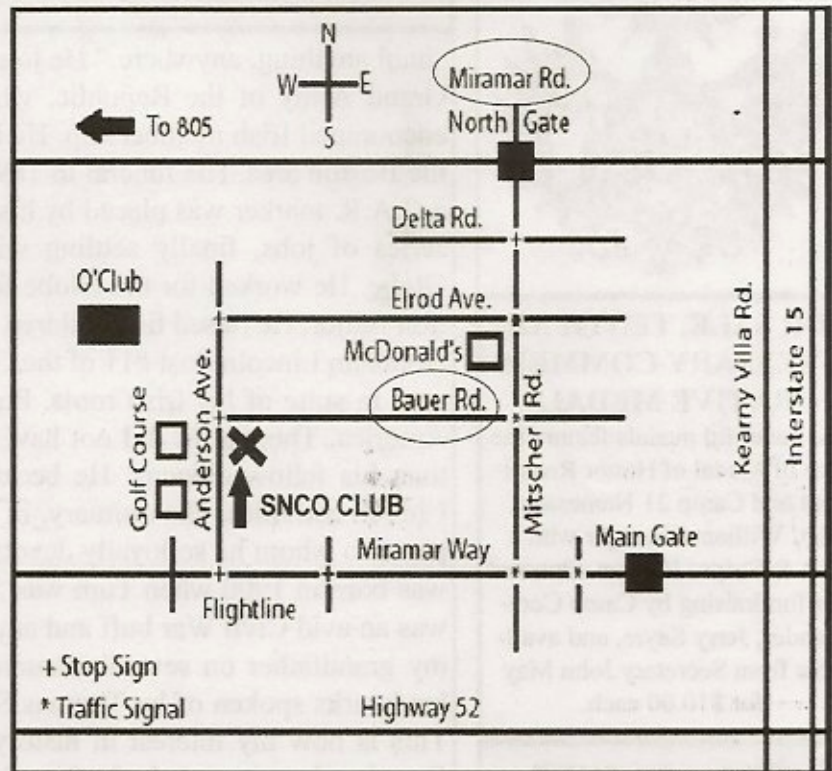 N
W E
S
To 805
Miramar Rd.
North Gate
Delta Rd.
O'Club
Elrod Ave.
McDonald's
Bauer Rd.
Golf Course
Anderson Ave.
Mitscher Rd.
Kearny Villa Rd.
Interstate 15
SNCO CLUB
Miramar Way
Main Gate
Flightline
+ Stop Sign
* Traffic Signal
Highway 52